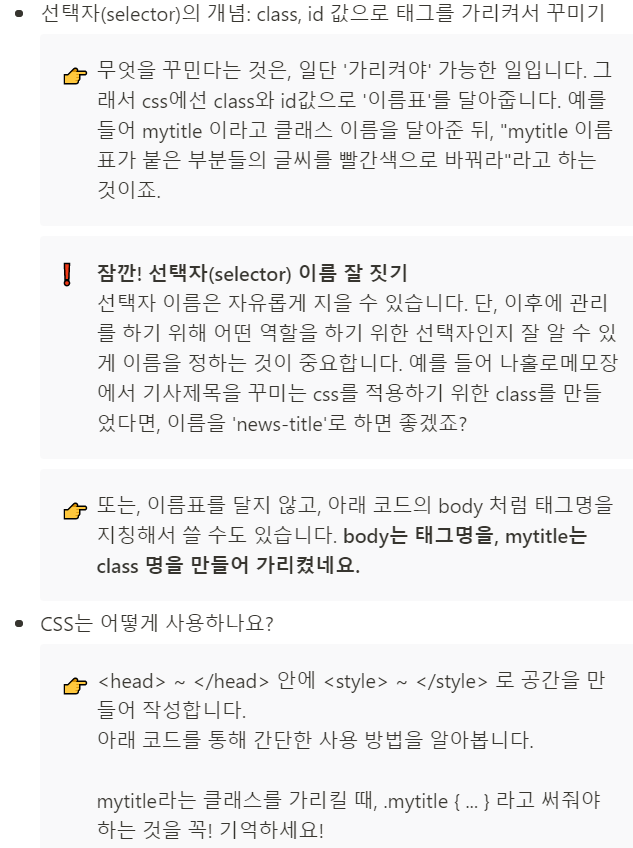 선택자(selector)의 개념: class, id 값으로 태그를 가리켜서 꾸미기
무엇을 꾸민다는 것은, 일단 '가리켜야' 가능한 일입니다. 그
래서 css에선 class와 id값으로 '이름표'를 달아줍니다. 예를
들어 mytitle 이라고 클래스 이름을 달아준 뒤, "mytitle 이름
표가 붙은 부분들의 글씨를 빨간색으로 바꿔라"라고 하는
것이죠.
잠깐! 선택자(selector) 이름 잘 짓기
선택자 이름은 자유롭게 지을 수 있습니다. 단, 이후에 관리
를 하기 위해 어떤 역할을 하기 위한 선택자인지 잘 알 수 있
게 이름을 정하는 것이 중요합니다. 예를 들어 나홀로메모장
에서 기사제목을 꾸미는 css를 적용하기 위한 class를 만들
었다면, 이름을 'news-title'로 하면 좋겠죠?
또는, 이름표를 달지 않고, 아래 코드의 body 처럼 태그명을
지칭해서 쓸 수도 있습니다. body는 태그명을, mytitle는
class 명을 만들어 가리켰네요.
CSS는 어떻게 사용하나요?
<head> ~ </head> 안에 <style> ~ </style> 로 공간을 만
들어 작성합니다.
아래 코드를 통해 간단한 사용 방법을 알아봅니다.
mytitle라는 클래스를 가리킬 때, .mytitle { ... } 라고 써줘야
하는 것을 꼭! 기억하세요!